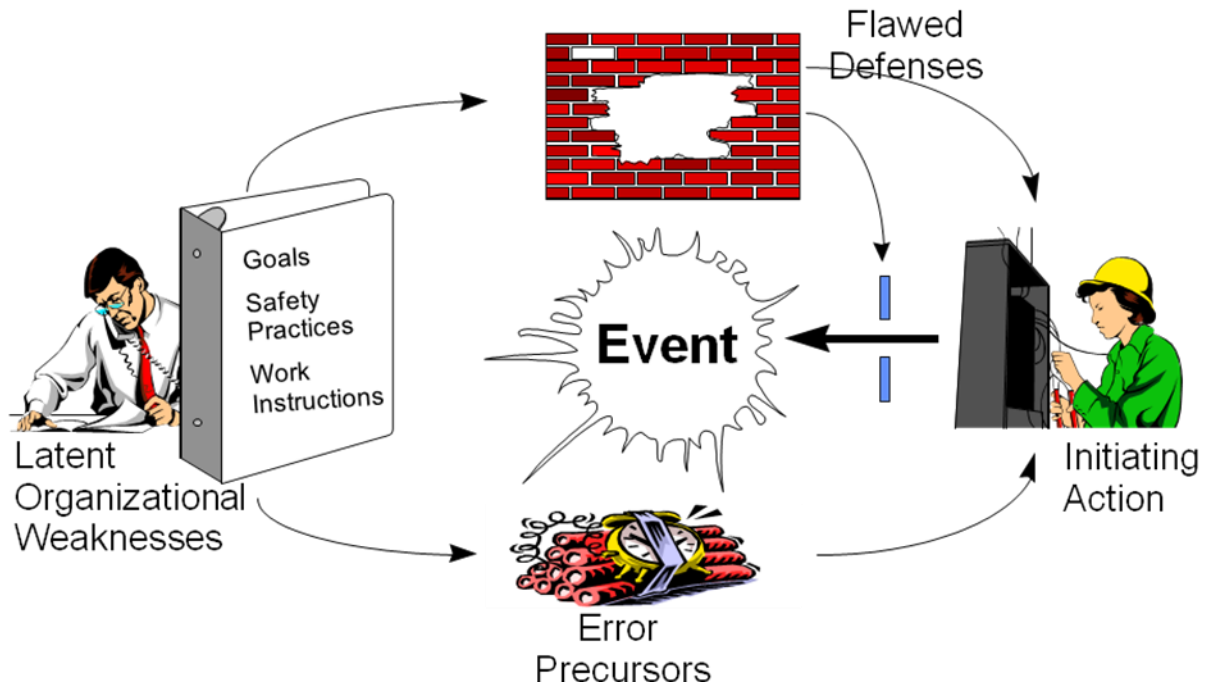 Flawed
Defenses
Goals
Safety
Practices
Work
Instructions
Event
Latent
Organizational
Weaknesses
Initiating
Action
Error
Precursors